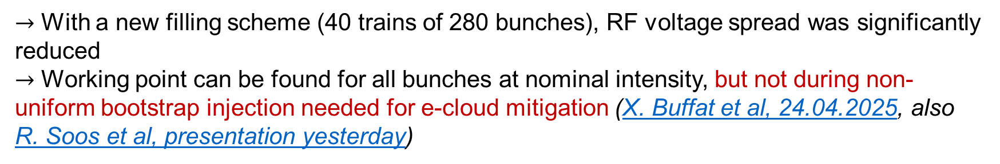 → With a new filling scheme (40 trains of 280 bunches), RF voltage spread was significantly
reduced
→ Working point can be found for all bunches at nominal intensity, but not during non-
uniform bootstrap injection needed for e-cloud mitigation (X. Buffat et al, 24.04.2025, also
R. Soos et al, presentation yesterday)